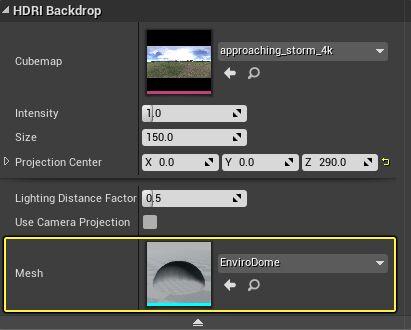 HDRI Backdrop
Cubemap
approaching_storm_4k
Intensity 1.0
Size 150.0
Projection Center X 0.0 Y 0.0 Z 290.0
Lighting Distance Factor 0.5
Use Camera Projection
Mesh
EnviroDome